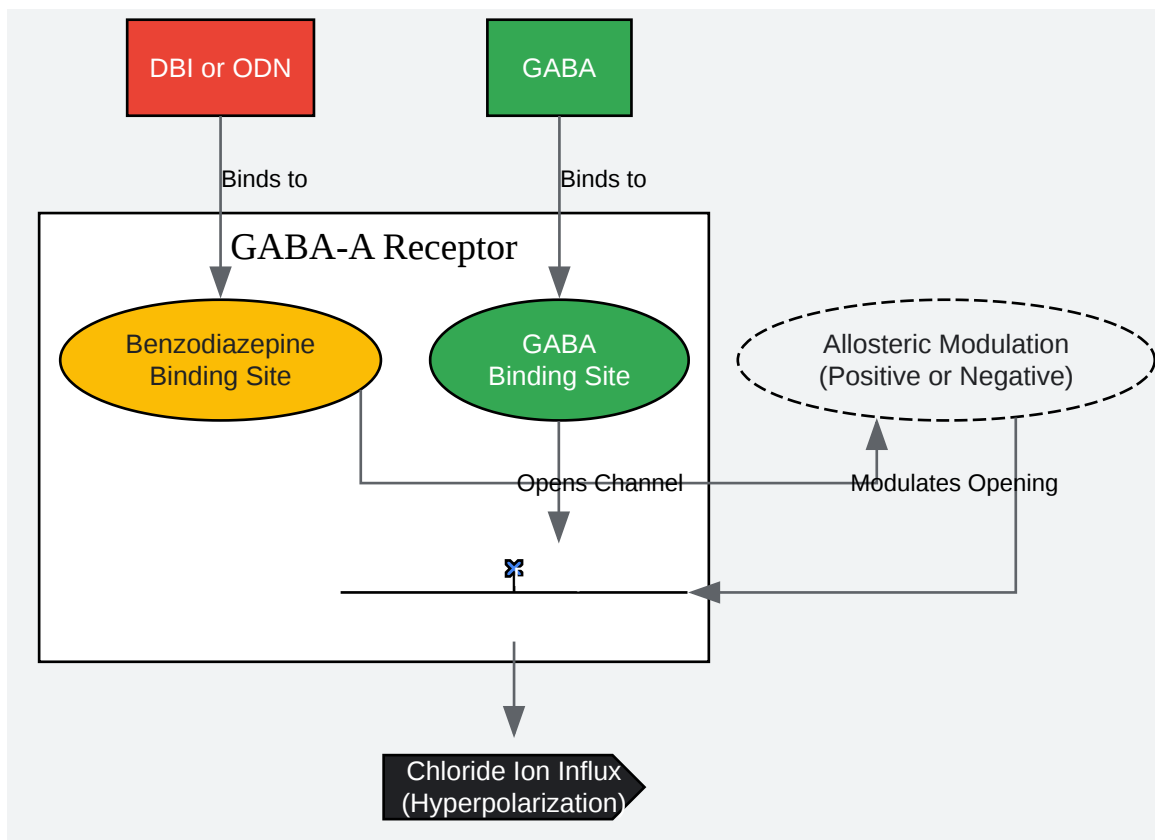 DBI or ODN
GABA
Binds to
Binds to
GABA-A Receptor
Benzodiazepine
Binding Site
GABA
Binding Site
Allosteric Modulation
(Positive or Negative)
Opens Channel
Modulates Opening
Chloride Ion Influx
(Hyperpolarization)